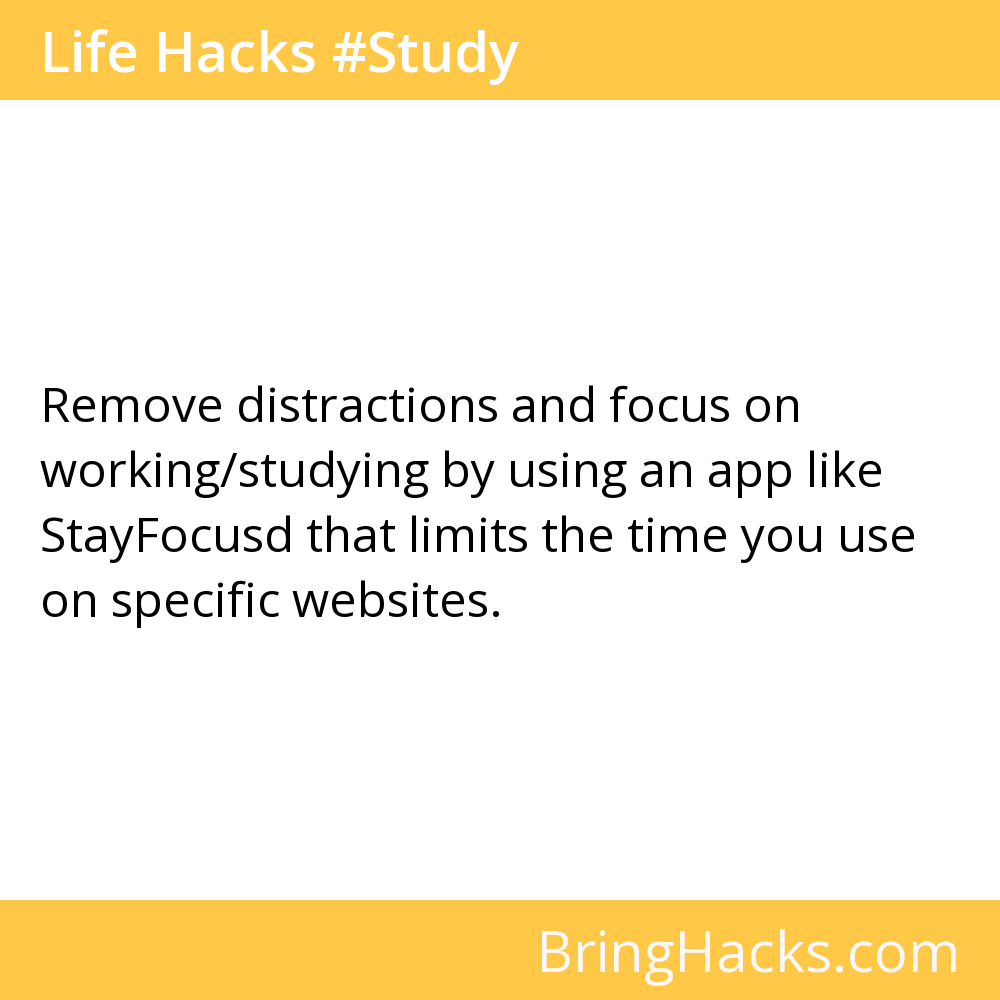 Life Hacks #Study
Remove distractions and focus on
working/studying by using an app like
StayFocusd that limits the time you use
on specific websites.
BringHacks.com